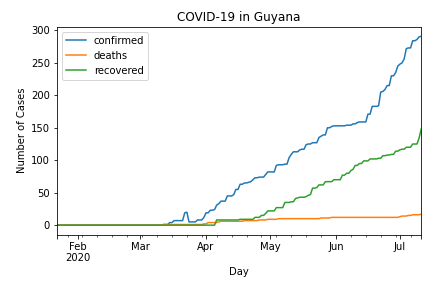 COVID-19 in Guyana
confirmed
deaths
recovered
Number of Cases
300
250
200
150
100
50
0
Feb
2020
Mar
Apr
May
Jun
Jul
Day